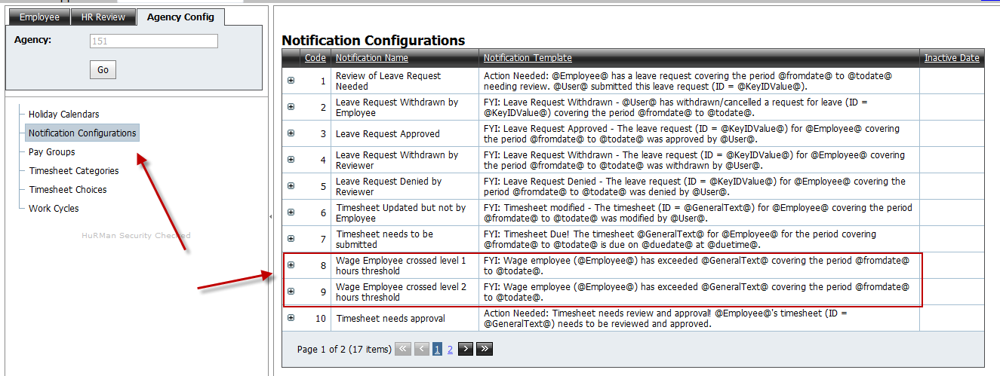 Employee HR Review Agency Config
Agency: 151
Go
Holiday Calendars
Notification Configurations
Pay Groups
Timesheet Categories
Timesheet Choices
Work Cycles
HuRMan Security Checked
Notification Configurations
Code Notification Name Notification Template Inactive Date
1 Review of Leave Request Needed Action Needed: @Employee@ has a leave request covering the period @fromdate@ to @todate@
needing review. @User@ submitted this leave request (ID = @KeyIDValue@).
2 Leave Request Withdrawn by Employee FYI: Leave Request Withdrawn - @User@ has withdrawn/cancelled a request for leave (ID =
@KeyIDValue@) covering the period @fromdate@ to @todate@.
3 Leave Request Approved FYI: Leave Request Approved - The leave request (ID = @KeyIDValue@) for @Employee@ covering
the period @fromdate@ to @todate@ was approved by @User@.
4 Leave Request Withdrawn by Reviewer FYI: Leave Request Withdrawn - The leave request (ID = @KeyIDValue@) for @Employee@ covering
the period @fromdate@ to @todate@ was withdrawn by @User@.
5 Leave Request Denied by Reviewer FYI: Leave Request Denied - The leave request (ID = @KeyIDValue@) for @Employee@ covering the
period @fromdate@ to @todate@ was denied by @User@.
6 Timesheet Updated but not by Employee FYI: Timesheet modified - The timesheet (ID = @GeneralText@) for @Employee@ covering the period
@fromdate@ to @todate@ was modified by @User@.
7 Timesheet needs to be submitted FYI: Timesheet Due! The timesheet @GeneralText@ for @Employee@ for the period covering
@fromdate@ to @todate@ is due on @duedate@ at @duetime@.
8 Wage Employee crossed level 1 hours threshold FYI: Wage employee (@Employee@) has exceeded @GeneralText@ covering the period @fromdate@
to @todate@.
9 Wage Employee crossed level 2 hours threshold FYI: Wage employee (@Employee@) has exceeded @GeneralText@ covering the period @fromdate@
to @todate@.
10 Timesheet needs approval Action Needed: Timesheet needs review and approval! @Employee@'s timesheet (ID =
@GeneralText@) needs to be reviewed and approved.
Page 1 of 2 (17 items) 1 2